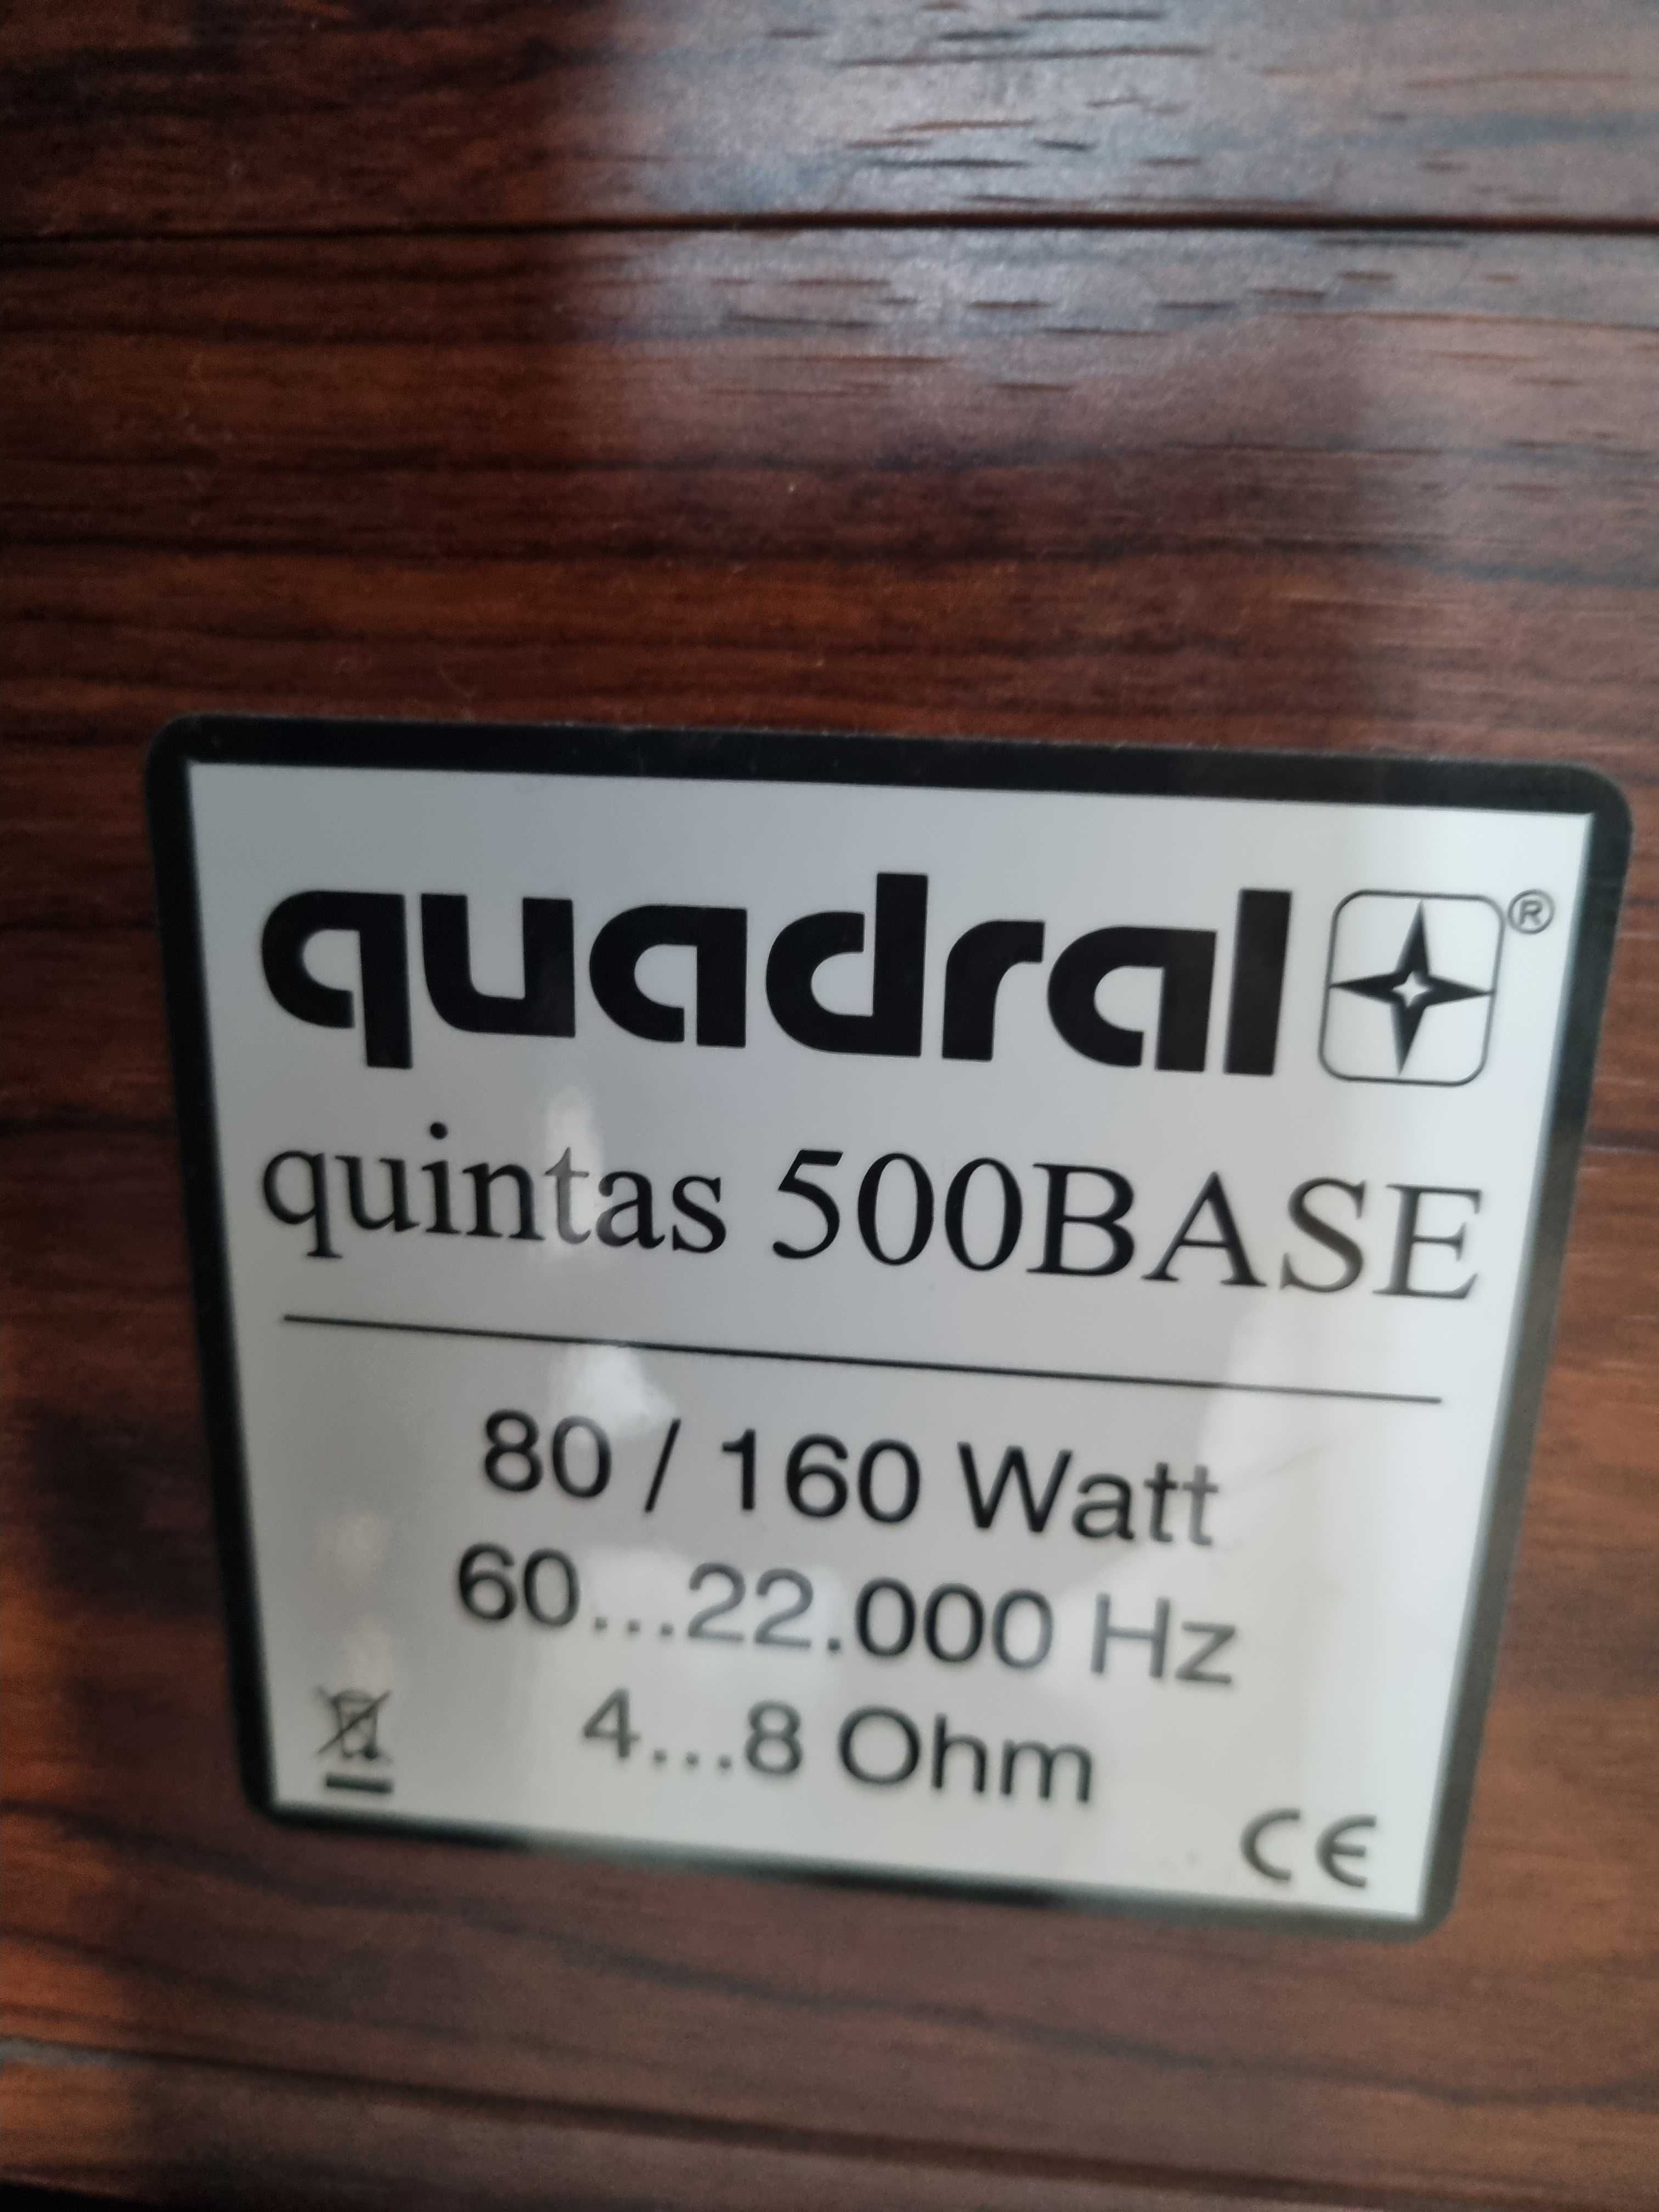 quadral®
quintas 500BASE
80 / 160 Watt
60...22.000 Hz
4...8 Ohm
CE